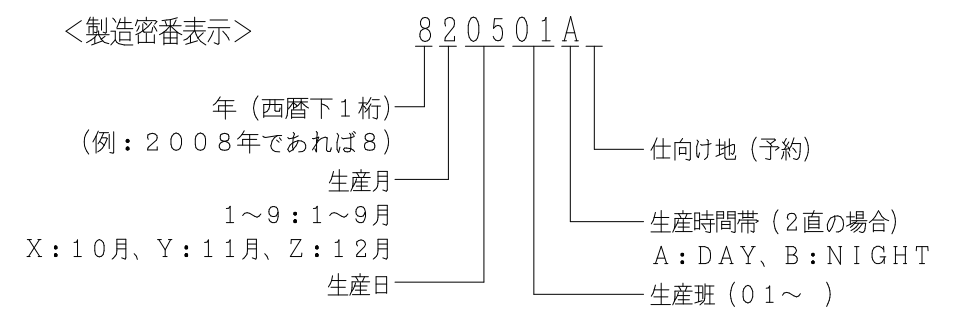 ＜製造密番表示＞
８２０５０１Ａ
年（西暦下１桁）
（例：２００８年であれば８）
生産月
１～９：１～９月
Ｘ：１０月、Ｙ：１１月、Ｚ：１２月
生産日
仕向け地（予約）
生産時間帯（２直の場合）
Ａ：ＤＡＹ、Ｂ：ＮＩＧＨＴ
生産班（０１～　）